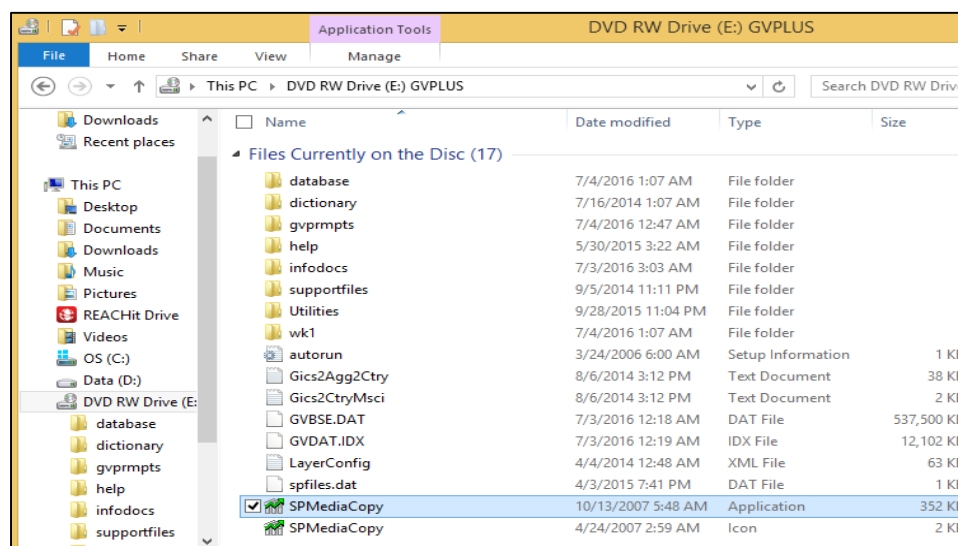 Application Tools DVD RW Drive (E:) GVPLUS
File Home Share View Manage
This PC DVD RW Drive (E:) GVPLUS Search DVD RW Drive
Downloads
Recent places
This PC
Desktop
Documents
Downloads
Music
Pictures
REACHit Drive
Videos
OS (C:)
Data (D:)
DVD RW Drive (E:
database
dictionary
gvprmpts
help
infodocs
supportfiles
Name Date modified Type Size
Files Currently on the Disc (17)
database 7/4/2016 1:07 AM File folder
dictionary 7/16/2014 1:07 AM File folder
gvprmpts 7/4/2016 12:47 AM File folder
help 5/30/2015 3:22 AM File folder
infodocs 7/3/2016 3:03 AM File folder
supportfiles 9/5/2014 11:11 PM File folder
Utilities 9/28/2015 11:04 PM File folder
wk1 7/4/2016 1:07 AM File folder
autorun 3/24/2006 6:00 AM Setup Information 1 KB
Gics2Agg2Ctry 8/6/2014 3:12 PM Text Document 38 KB
Gics2CtryMsci 8/6/2014 3:12 PM Text Document 2 KB
GVBSE.DAT 7/3/2016 12:18 AM DAT File 537,500 KB
GVDAT.IDX 7/3/2016 12:19 AM IDX File 12,102 KB
LayerConfig 4/4/2014 12:48 AM XML File 63 KB
spfiles.dat 4/3/2015 7:41 PM DAT File 1 KB
SPMediaCopy 10/13/2007 5:48 AM Application 352 KB
SPMediaCopy 4/24/2007 2:59 AM Icon 2 KB